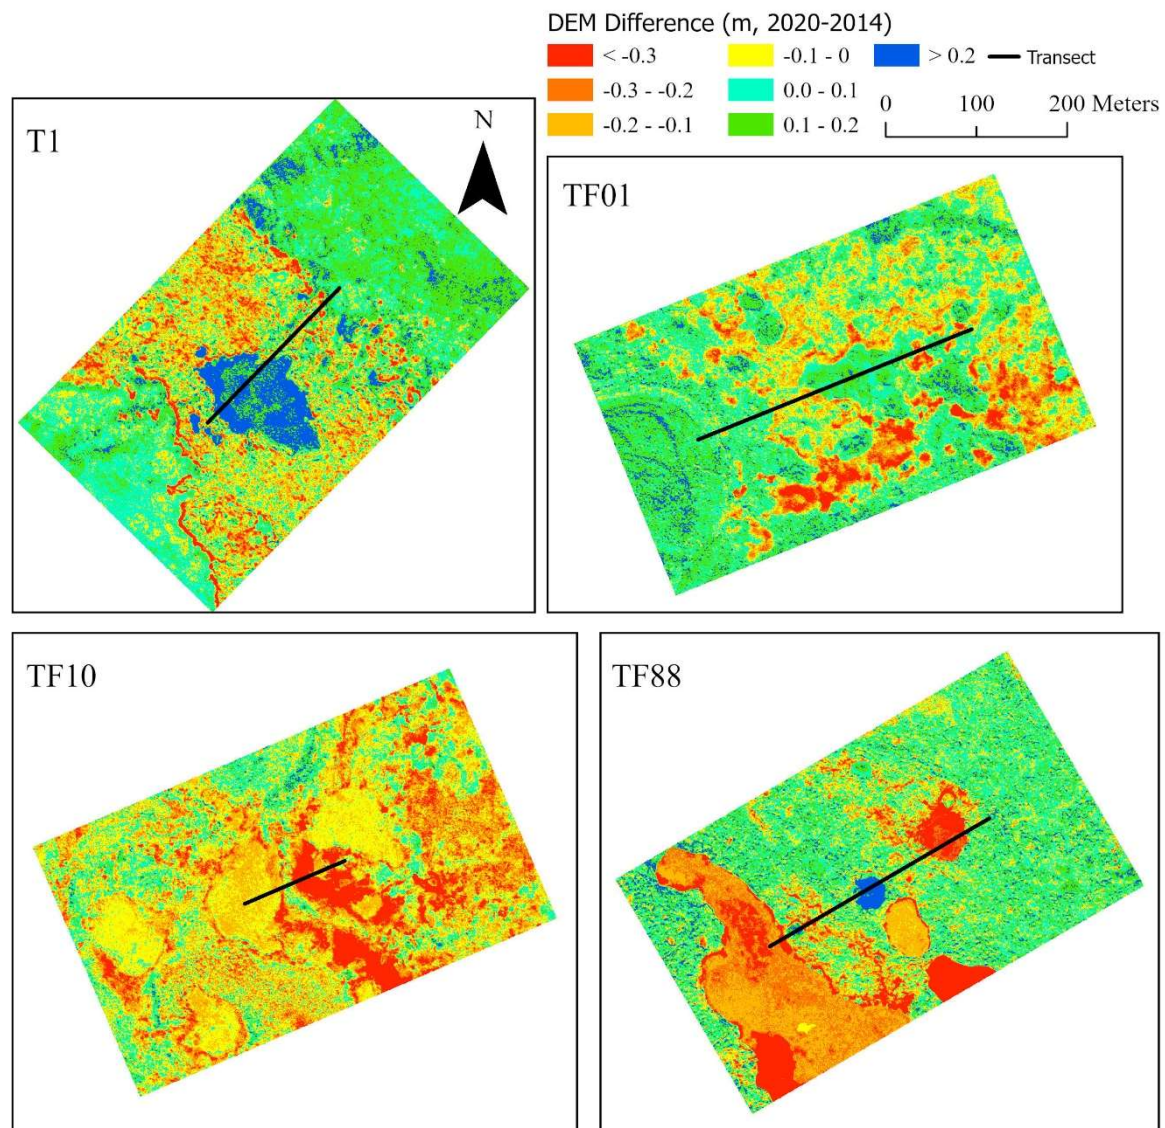 DEM Difference (m, 2020-2014)
< -0.3
-0.1 - 0
> 0.2
Transect
-0.3 - -0.2
0.0 - 0.1
0 100 200 Meters
-0.2 - -0.1
0.1 - 0.2
T1
N
TF01
TF10
TF88